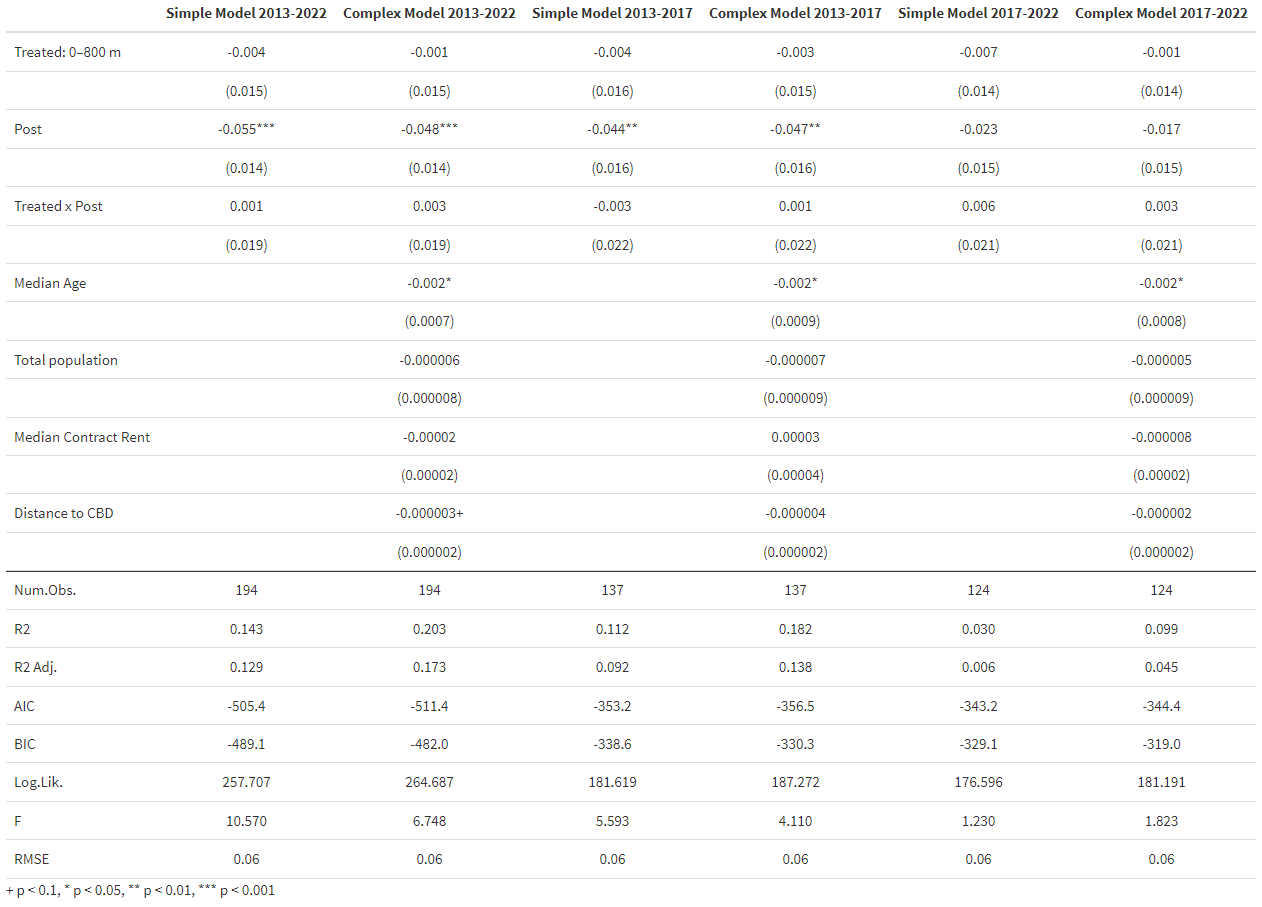 Simple Model 2013-2022 Complex Model 2013-2022 Simple Model 2013-2017 Complex Model 2013-2017 Simple Model 2017-2022 Complex Model 2017-2022
Treated: 0–800 m -0.004 -0.001 -0.004 -0.003 -0.007 -0.001
(0.015) (0.015) (0.016) (0.015) (0.014) (0.014)
Post -0.055*** -0.048*** -0.044** -0.047** -0.023 -0.017
(0.014) (0.014) (0.016) (0.016) (0.015) (0.015)
Treated x Post 0.001 0.003 -0.003 0.001 0.006 0.003
(0.019) (0.019) (0.022) (0.022) (0.021) (0.021)
Median Age -0.002* -0.002* -0.002*
(0.0007) (0.0009) (0.0008)
Total population -0.000006 -0.000007 -0.000005
(0.000008) (0.000009) (0.000009)
Median Contract Rent -0.00002 0.00003 -0.000008
(0.00002) (0.00004) (0.00002)
Distance to CBD -0.000003+ -0.000004 -0.000002
(0.000002) (0.000002) (0.000002)
Num.Obs. 194 194 137 137 124 124
R2 0.143 0.203 0.112 0.182 0.030 0.099
R2 Adj. 0.129 0.173 0.092 0.138 0.006 0.045
AIC -505.4 -511.4 -353.2 -356.5 -343.2 -344.4
BIC -489.1 -482.0 -338.6 -330.3 -329.1 -319.0
Log.Lik. 257.707 264.687 181.619 187.272 176.596 181.191
F 10.570 6.748 5.593 4.110 1.230 1.823
RMSE 0.06 0.06 0.06 0.06 0.06 0.06
+ p < 0.1, * p < 0.05, ** p < 0.01, *** p < 0.001